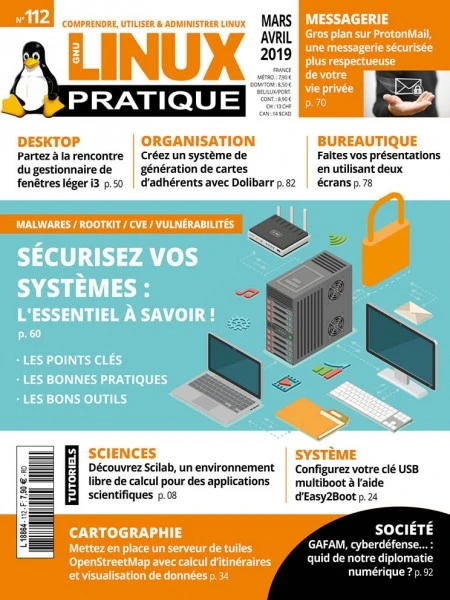 N° 112
COMPRENDRE, UTILISER & ADMINISTRER LINUX
GNU
LINUX
PRATIQUE
MARS
AVRIL
2019
FRANCE
MÉTRO. : 7,90 €
DOM/TOM : 8,50 €
BEL/LUX/PORT.
CONT. : 8,90 €
CH : 13 CHF
CAN : 14 $CAD
MESSAGERIE
Gros plan sur ProtonMail,
une messagerie sécurisée
plus respectueuse
de votre
vie privée
p. 70
DESKTOP
Partez à la rencontre
du gestionnaire de
fenêtres léger i3 p. 50
ORGANISATION
Créez un système de
génération de cartes
d’adhérents avec Dolibarr p. 82
BUREAUTIQUE
Faites vos présentations
en utilisant deux
écrans p. 78
MALWARES / ROOTKIT / CVE / VULNÉRABILITÉS
SÉCURISEZ VOS
SYSTÈMES :
L'ESSENTIEL À SAVOIR !
p. 60
· LES POINTS CLÉS
· LES BONNES PRATIQUES
· LES BONS OUTILS
L 18864 - 112 - F: 7,90 € - RD
TUTORIELS
SCIENCES
Découvrez Scilab, un environnement
libre de calcul pour des applications
scientifiques p. 08
SYSTÈME
Configurez votre clé USB
multiboot à l’aide
d’Easy2Boot p. 24
CARTOGRAPHIE
Mettez en place un serveur de tuiles
OpenStreetMap avec calcul d’itinéraires
et visualisation de données p. 34
SOCIÉTÉ
GAFAM, cyberdéfense… :
quid de notre diplomatie
numérique ? p. 92